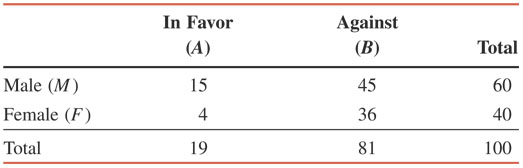 In Favor Against
(A) (B) Total
Male (M) 15 45 60
Female (F) 4 36 40
Total 19 81 100